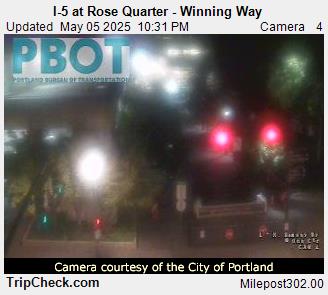 I-5 at Rose Quarter - Winning Way
Updated May 05 2025 10:31 PM Camera 4
PBOT
PORTLAND BUREAU OF TRANSPORTATION
Camera courtesy of the City of Portland
TripCheck.com Milepost302.00